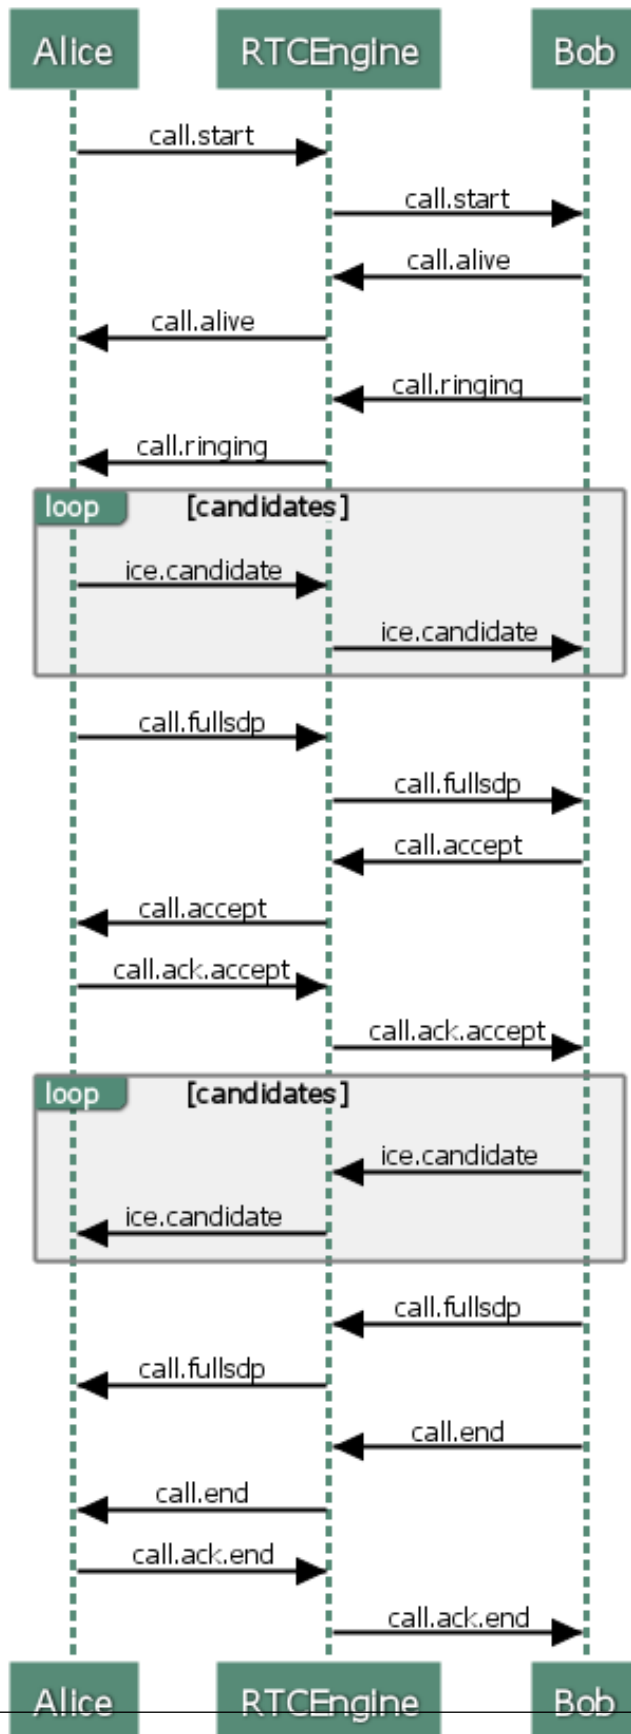 Alice RTCEngine Bob
call.start
call.start
call.alive
call.alive
call.ringing
call.ringing
loop [candidates]
ice.candidate
ice.candidate
call.fullsdp
call.fullsdp
call.accept
call.accept
call.ack.accept
call.ack.accept
loop [candidates]
ice.candidate
ice.candidate
call.fullsdp
call.fullsdp
call.end
call.end
call.ack.end
call.ack.end
Alice RTCEngine Bob